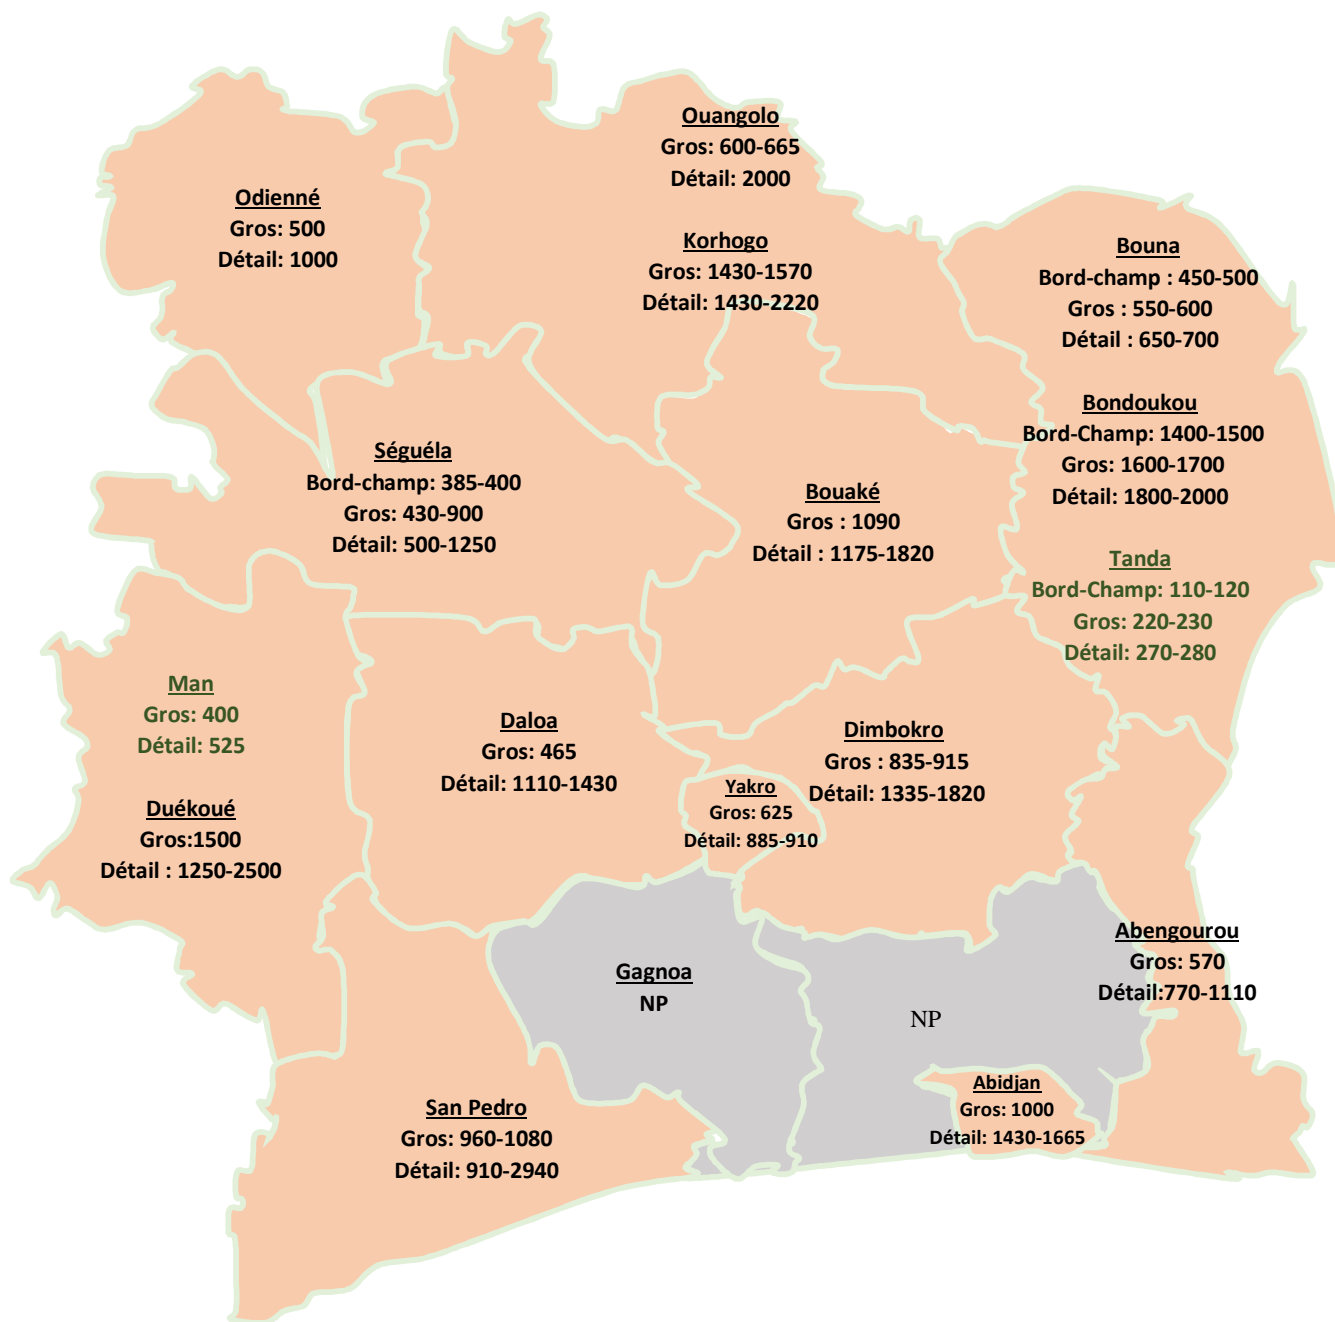 Ouangolo
Gros: 600-665
Détail: 2000
Odienné
Gros: 500
Détail: 1000
Korhogo
Gros: 1430-1570
Détail: 1430-2220
Bouna
Bord-champ : 450-500
Gros : 550-600
Détail : 650-700
Bondoukou
Bord-Champ: 1400-1500
Gros: 1600-1700
Détail: 1800-2000
Séguéla
Bord-champ: 385-400
Gros: 430-900
Détail: 500-1250
Bouaké
Gros : 1090
Détail : 1175-1820
Tanda
Bord-Champ: 110-120
Gros: 220-230
Détail: 270-280
Man
Gros: 400
Détail: 525
Daloa
Gros: 465
Détail: 1110-1430
Dimbokro
Gros : 835-915
Détail: 1335-1820
Yakro
Gros: 625
Détail: 885-910
Duékoué
Gros:1500
Détail : 1250-2500
Abengourou
Gros: 570
Détail:770-1110
Gagnoa
NP
NP
Abidjan
Gros: 1000
Détail: 1430-1665
San Pedro
Gros: 960-1080
Détail: 910-2940